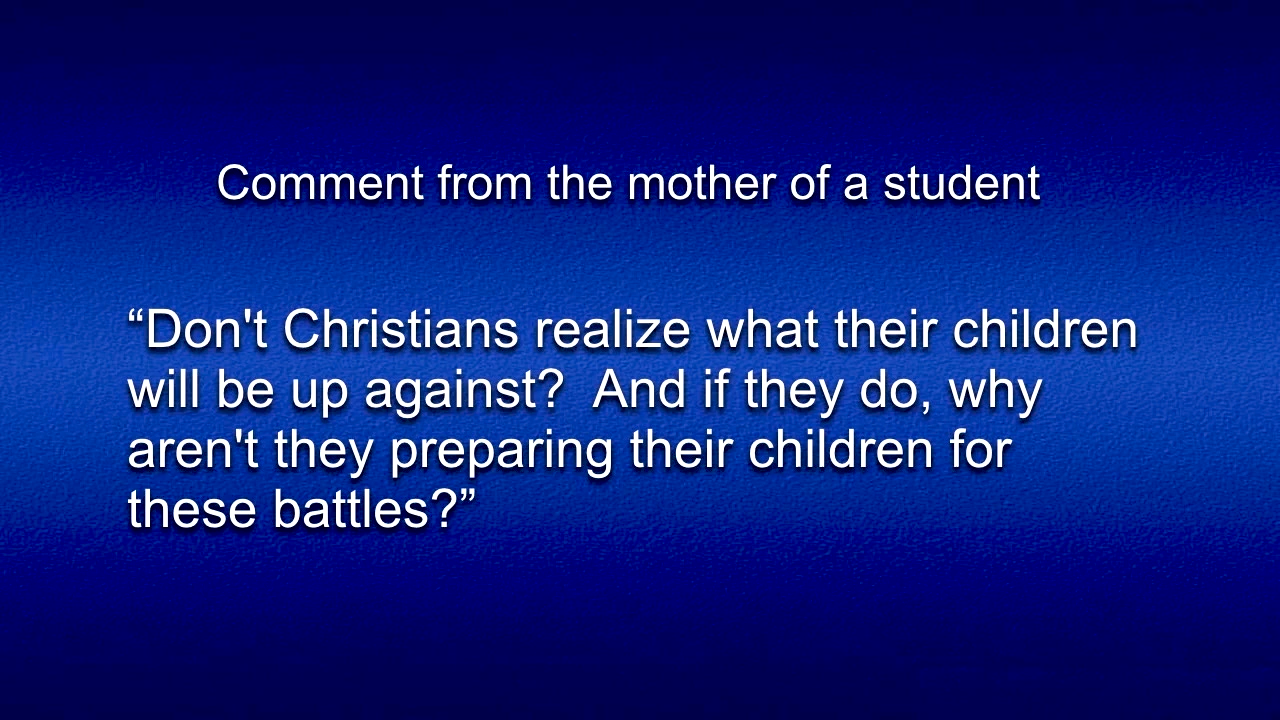 Comment from the mother of a student
“Don't Christians realize what their children
will be up against?  And if they do, why
aren't they preparing their children for
these battles?”